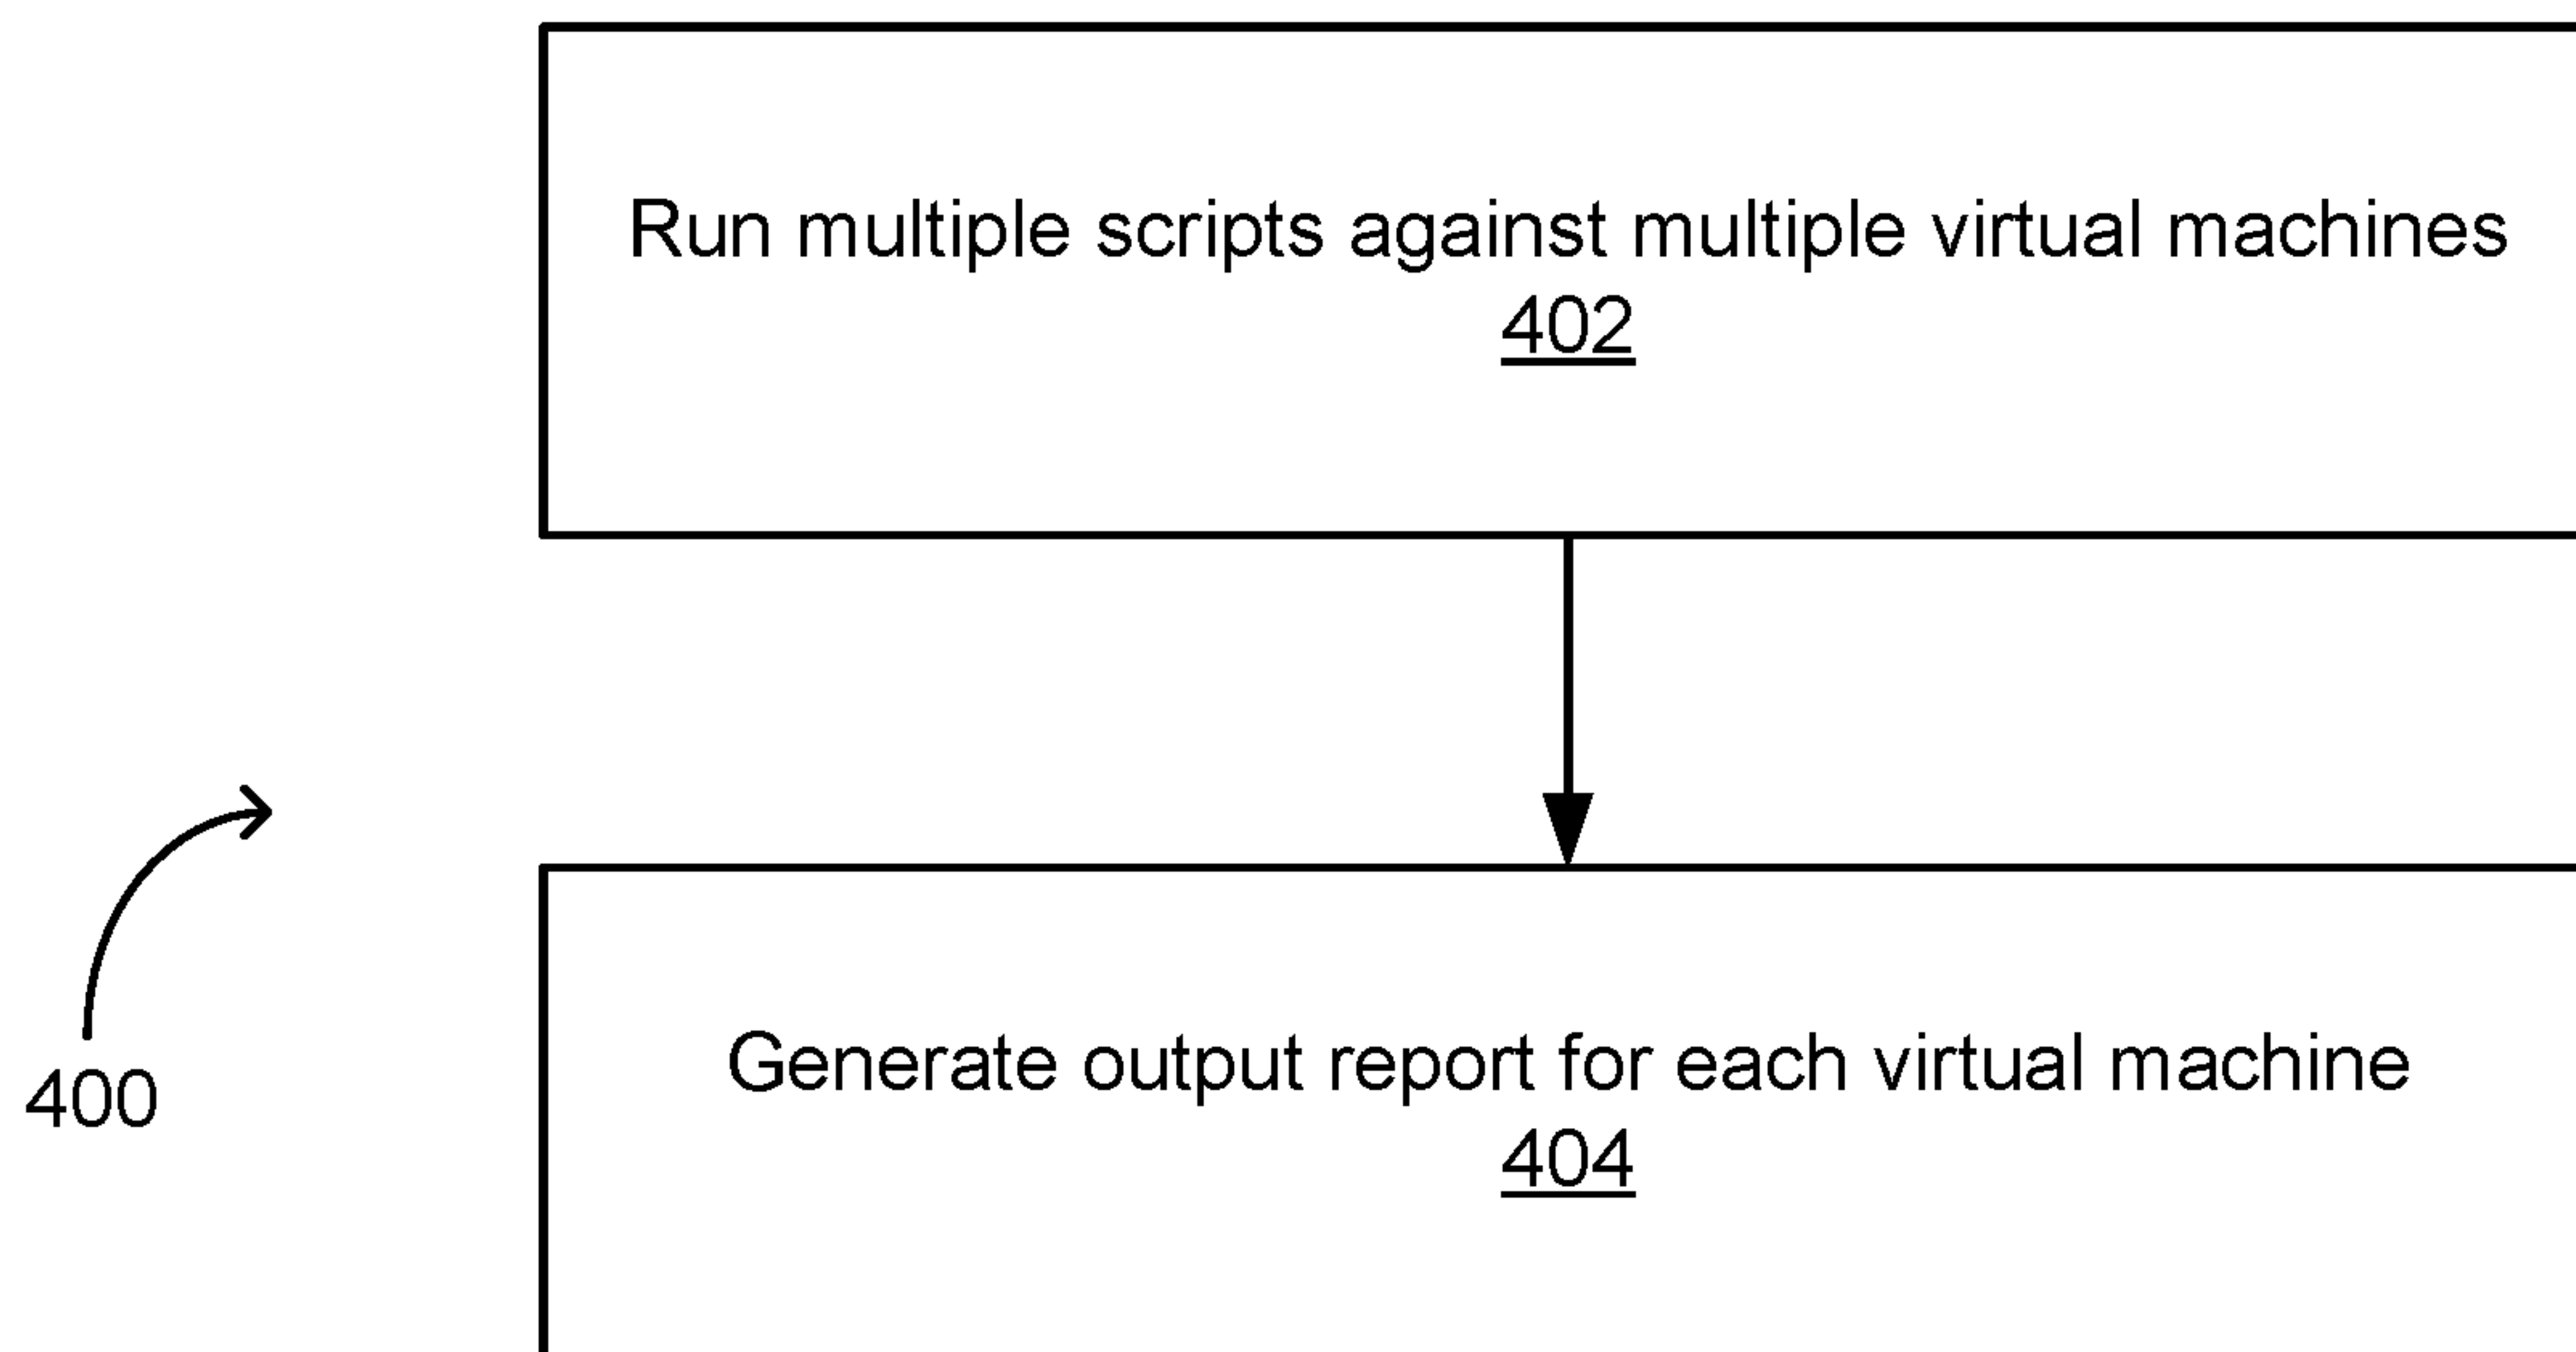 Run multiple scripts against multiple virtual machines
402
400
Generate output report for each virtual machine
404